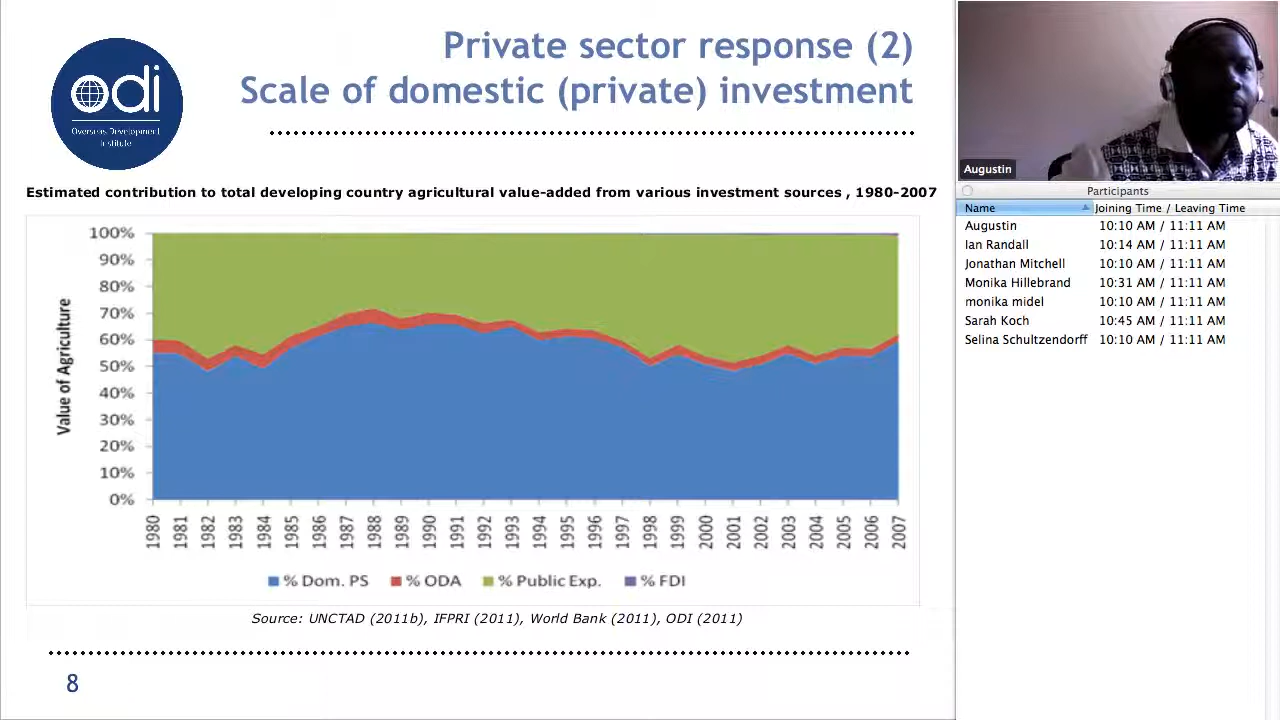 Private sector response (2)
Scale of domestic (private) investment
odi
Overseas Development
Institute
Estimated contribution to total developing country agricultural value-added from various investment sources , 1980-2007
Value of Agriculture
100%
90%
80%
70%
60%
50%
40%
30%
20%
10%
0%
1980 1981 1982 1983 1984 1985 1986 1987 1988 1989 1990 1991 1992 1993 1994 1995 1996 1997 1998 1999 2000 2001 2002 2003 2004 2005 2006 2007
% Dom. PS % ODA % Public Exp. % FDI
Source: UNCTAD (2011b), IFPRI (2011), World Bank (2011), ODI (2011)
8
Augustin
Participants
Name Joining Time / Leaving Time
Augustin 10:10 AM / 11:11 AM
Ian Randall 10:14 AM / 11:11 AM
Jonathan Mitchell 10:10 AM / 11:11 AM
Monika Hillebrand 10:31 AM / 11:11 AM
monika midel 10:10 AM / 11:11 AM
Sarah Koch 10:45 AM / 11:11 AM
Selina Schultzendorff 10:10 AM / 11:11 AM